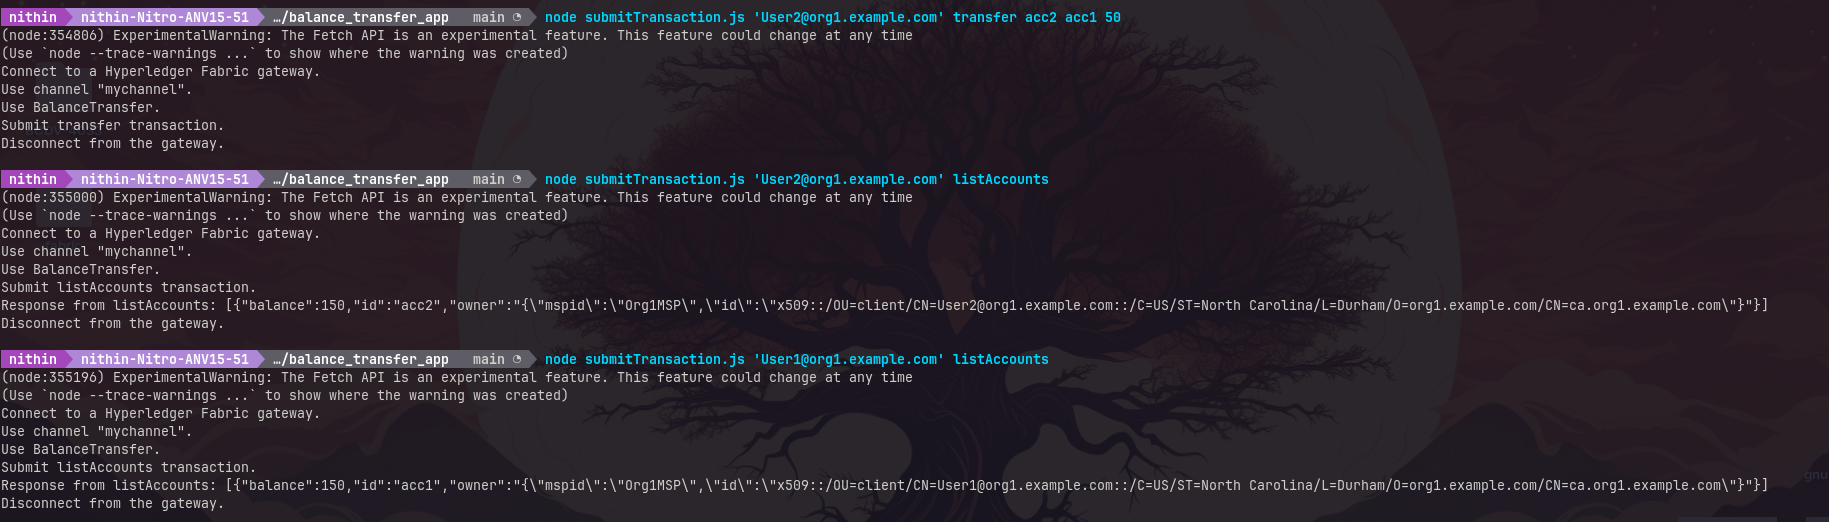 nithin nithin-Nitro-ANV15-51 …/balance_transfer_app main node submitTransaction.js 'User2@org1.example.com' transfer acc2 acc1 50
(node:354806) ExperimentalWarning: The Fetch API is an experimental feature. This feature could change at any time
(Use `node --trace-warnings ...` to show where the warning was created)
Connect to a Hyperledger Fabric gateway.
Use channel "mychannel".
Use BalanceTransfer.
Submit transfer transaction.
Disconnect from the gateway.
nithin nithin-Nitro-ANV15-51 …/balance_transfer_app main node submitTransaction.js 'User2@org1.example.com' listAccounts
(node:355000) ExperimentalWarning: The Fetch API is an experimental feature. This feature could change at any time
(Use `node --trace-warnings ...` to show where the warning was created)
Connect to a Hyperledger Fabric gateway.
Use channel "mychannel".
Use BalanceTransfer.
Submit listAccounts transaction.
Response from listAccounts: [{"balance":150,"id":"acc2","owner":"{\"mspid\":\"Org1MSP\",\"id\":\"x509::/OU=client/CN=User2@org1.example.com::/C=US/ST=North Carolina/L=Durham/O=org1.example.com/CN=ca.org1.example.com\"}"}]
Disconnect from the gateway.
nithin nithin-Nitro-ANV15-51 …/balance_transfer_app main node submitTransaction.js 'User1@org1.example.com' listAccounts
(node:355196) ExperimentalWarning: The Fetch API is an experimental feature. This feature could change at any time
(Use `node --trace-warnings ...` to show where the warning was created)
Connect to a Hyperledger Fabric gateway.
Use channel "mychannel".
Use BalanceTransfer.
Submit listAccounts transaction.
Response from listAccounts: [{"balance":150,"id":"acc1","owner":"{\"mspid\":\"Org1MSP\",\"id\":\"x509::/OU=client/CN=User1@org1.example.com::/C=US/ST=North Carolina/L=Durham/O=org1.example.com/CN=ca.org1.example.com\"}"}]
Disconnect from the gateway.